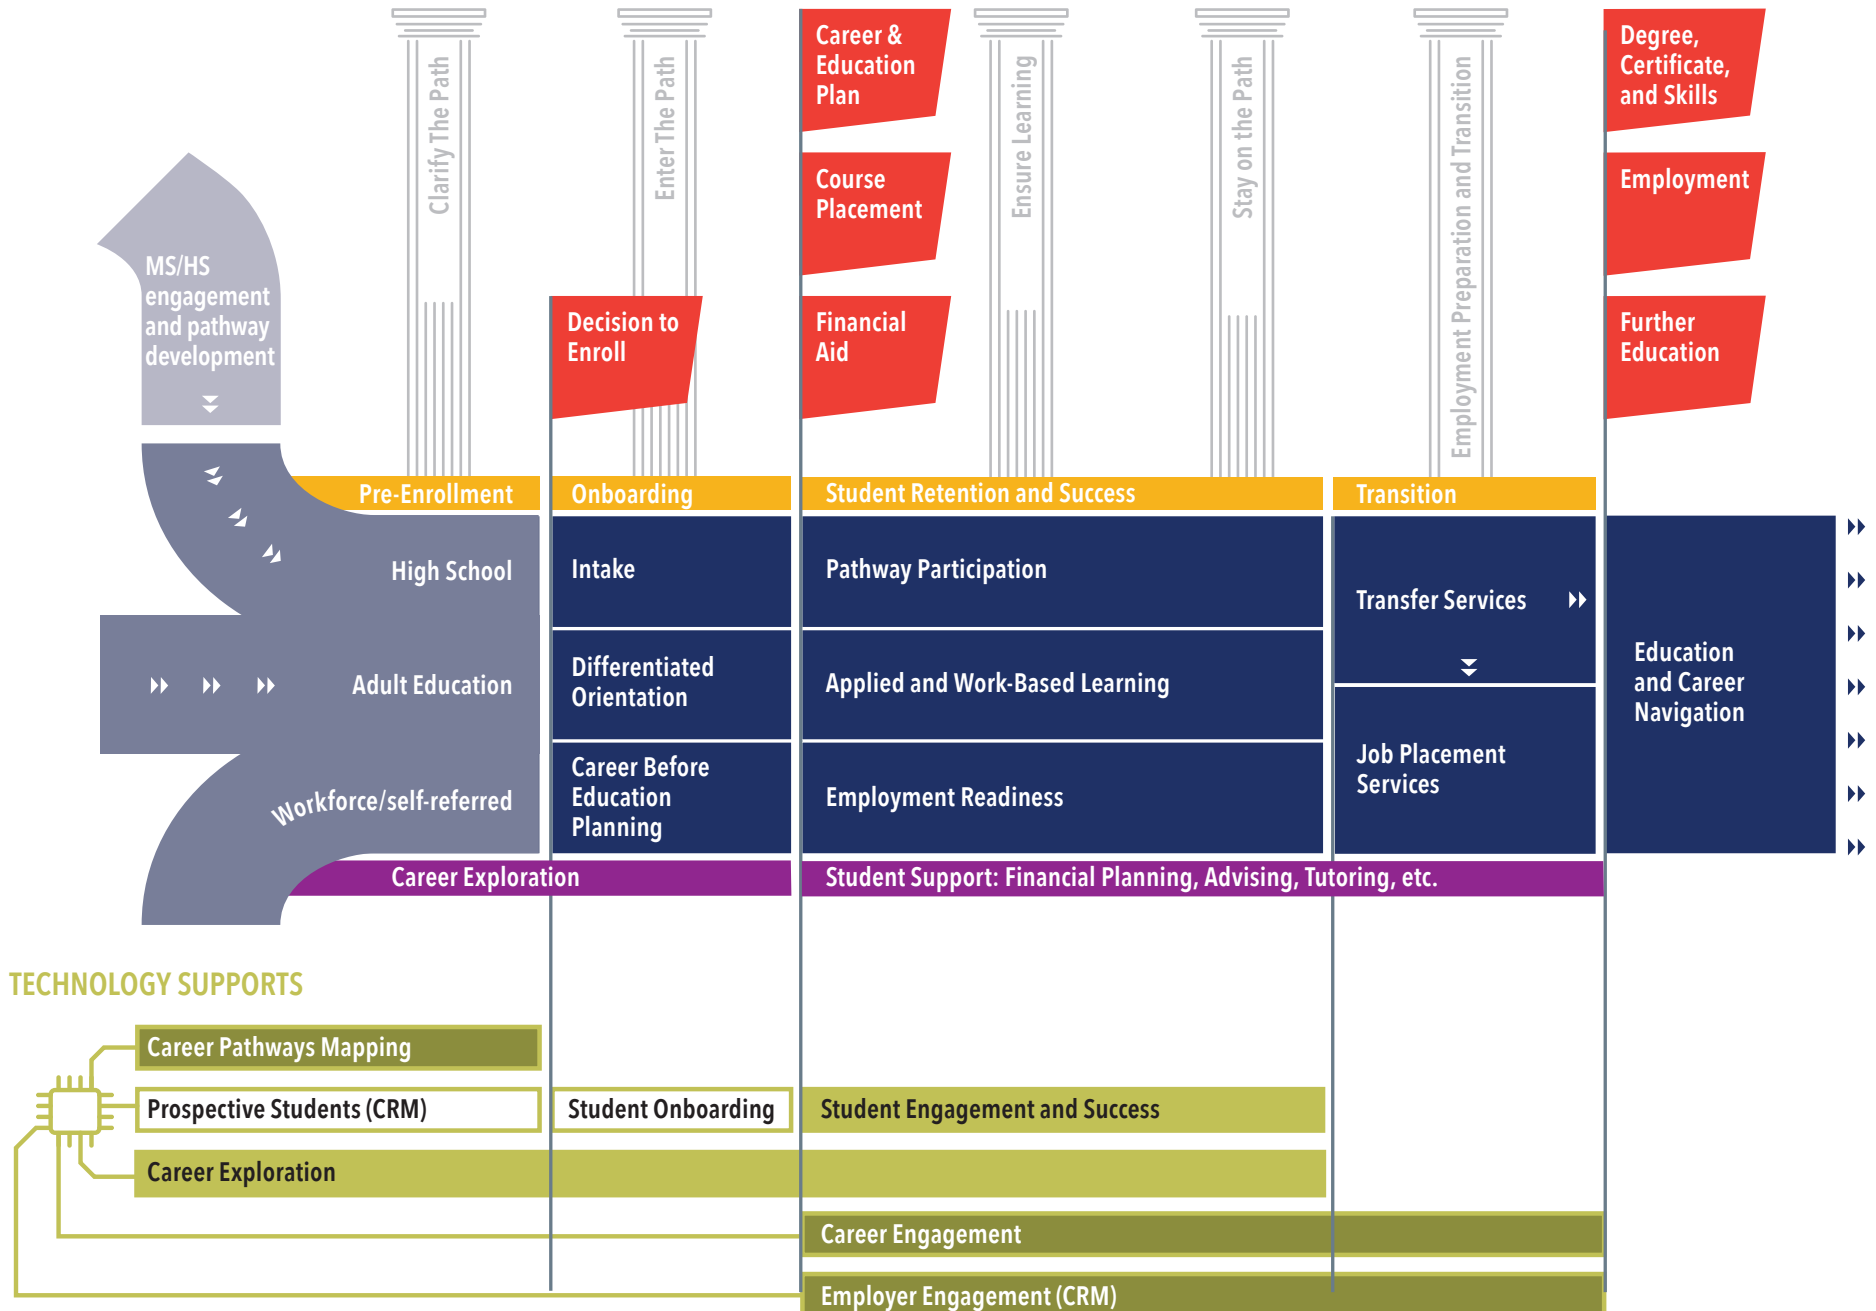 Clarify The Path
Enter The Path
Career &
Education
Plan
Ensure Learning
Stay on the Path
Employment Preparation and Transition
Degree,
Certificate,
and Skills
Course
Placement
Employment
MS/HS
engagement
and pathway
development
Decision to
Enroll
Financial
Aid
Further
Education
Pre-Enrollment
Onboarding
Student Retention and Success
Transition
High School
Intake
Pathway Participation
Transfer Services
Adult Education
Differentiated
Orientation
Applied and Work-Based Learning
Education
and Career
Navigation
Workforce/self-referred
Career Before
Education
Planning
Employment Readiness
Job Placement
Services
Career Exploration
Student Support: Financial Planning, Advising, Tutoring, etc.
TECHNOLOGY SUPPORTS
Career Pathways Mapping
Prospective Students (CRM)
Student Onboarding
Student Engagement and Success
Career Exploration
Career Engagement
Employer Engagement (CRM)